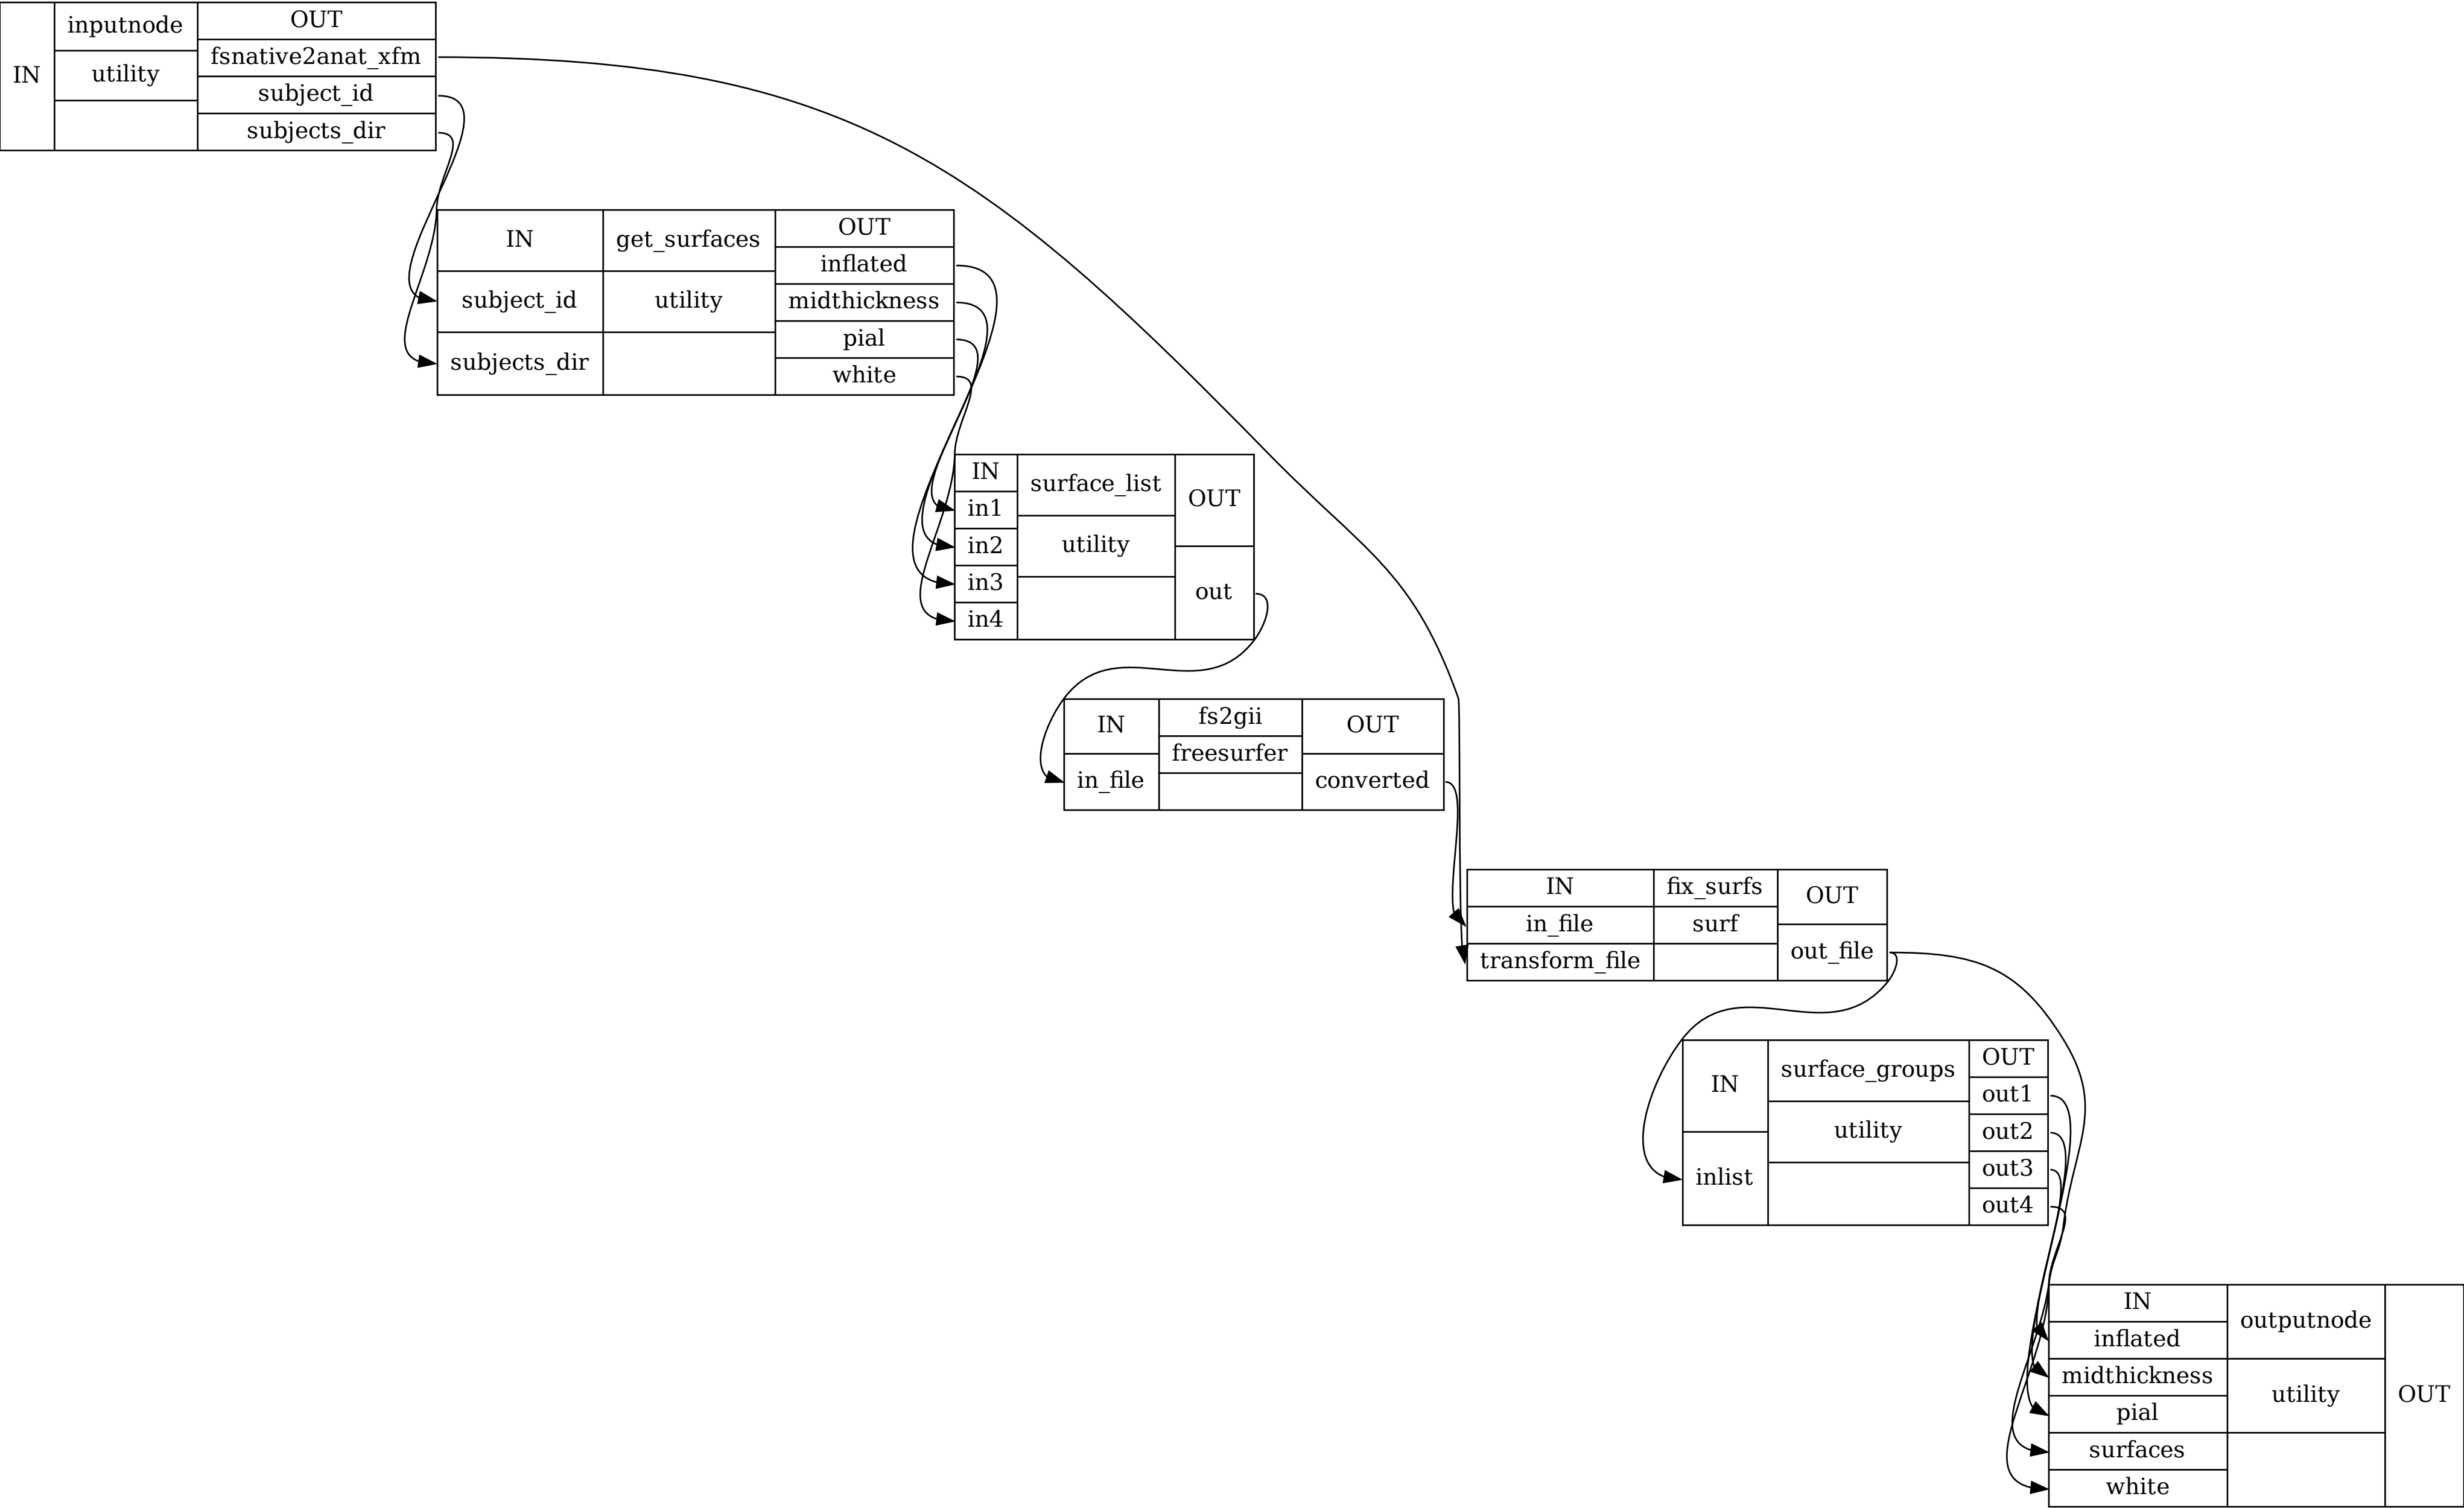 IN
inputnode
utility
OUT
fsnative2anat_xfm
subject_id
subjects_dir
IN
subject_id
subjects_dir
get_surfaces
utility
OUT
inflated
midthickness
pial
white
IN
in1
in2
in3
in4
surface_list
utility
OUT
out
IN
in_file
fs2gii
freesurfer
OUT
converted
IN
in_file
transform_file
fix_surfs
surf
OUT
out_file
IN
inlist
surface_groups
utility
OUT
out1
out2
out3
out4
IN
inflated
midthickness
pial
surfaces
white
outputnode
utility
OUT